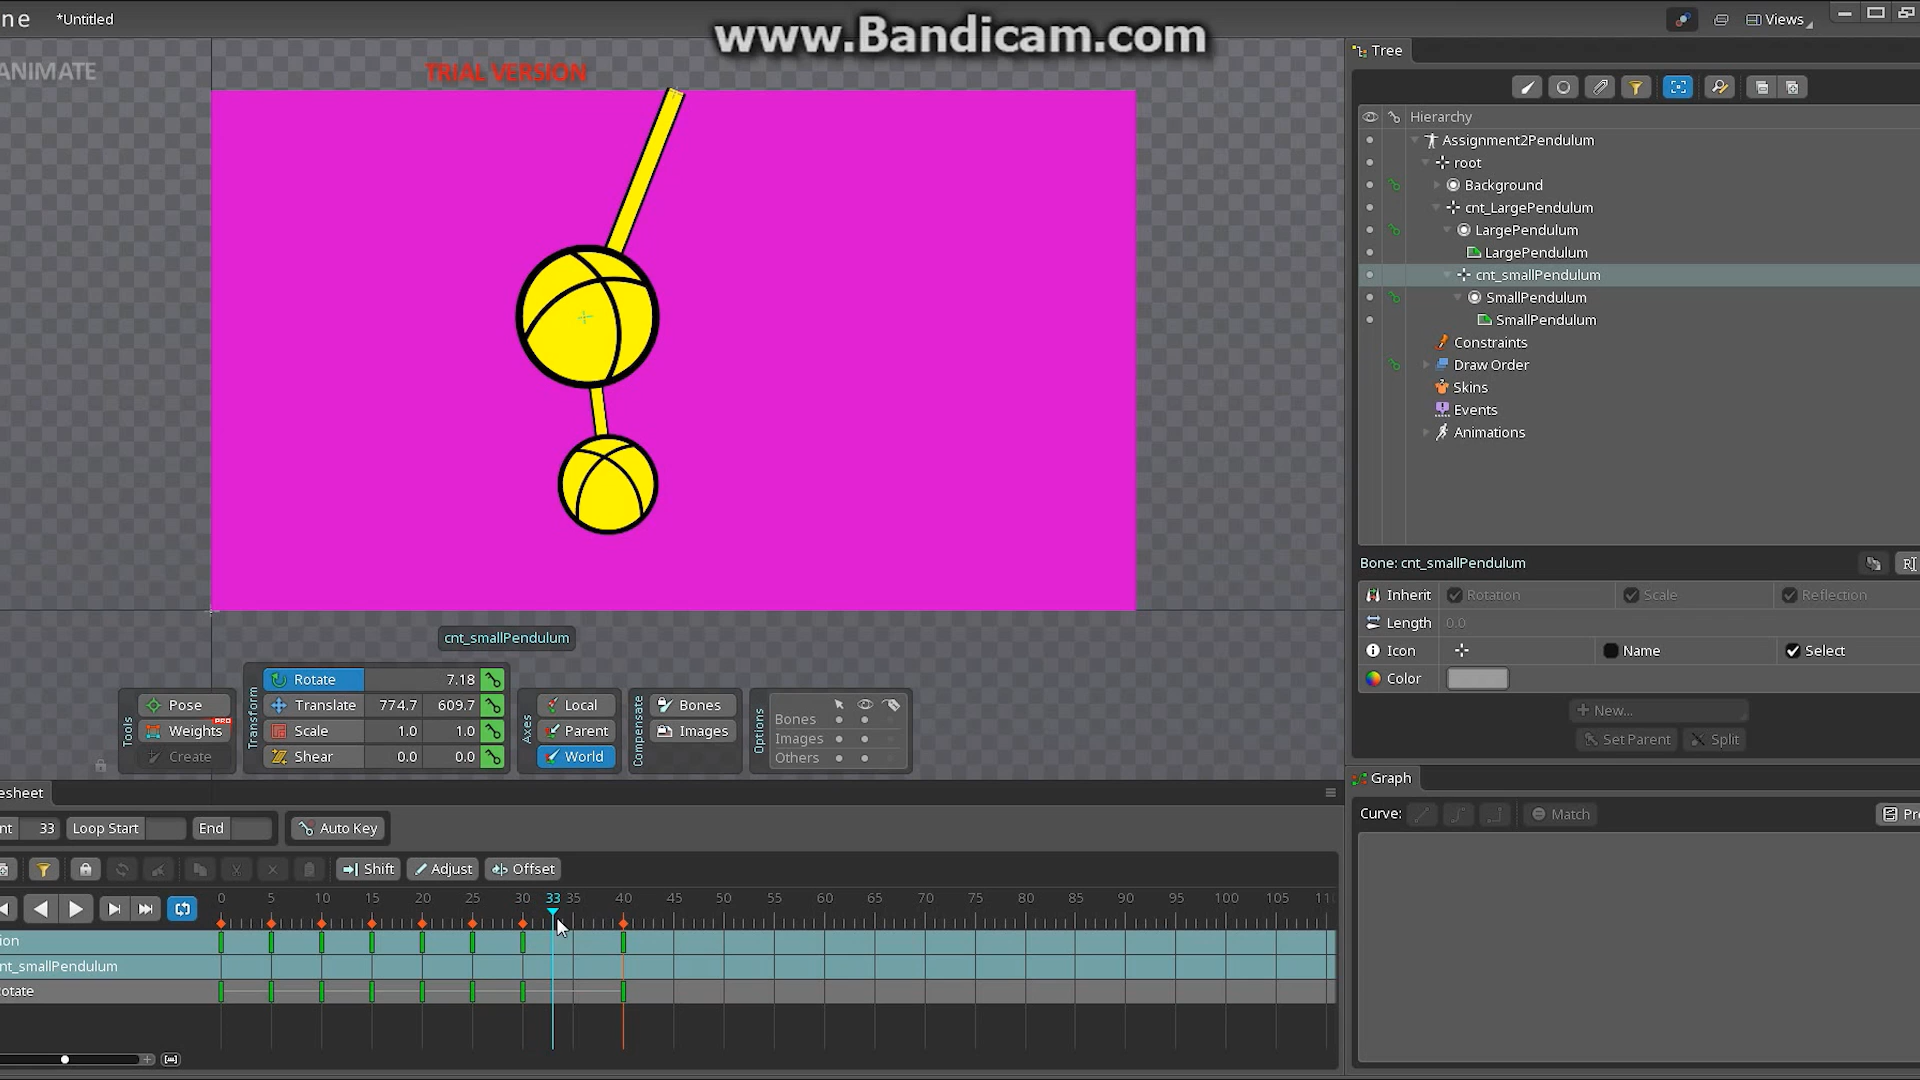 ne
*Untitled
www.Bandicam.com
Views
ANIMATE
TRIAL VERSION
Tree
Hierarchy
Assignment2Pendulum
root
Background
cnt_LargePendulum
LargePendulum
LargePendulum
cnt_smallPendulum
SmallPendulum
SmallPendulum
Constraints
Draw Order
Skins
Events
Animations
Bone: cnt_smallPendulum
Inherit Rotation Scale Reflection
Length 0.0
Icon Name Select
Color
+ New...
Set Parent Split
cnt_smallPendulum
Tools
Pose
Weights PRO
Create
Transform
Rotate 7.18
Translate 774.7 609.7
Scale 1.0 1.0
Shear 0.0 0.0
Axes
Local
Parent
World
Compensate
Bones
Images
Options
Bones
Images
Others
esheet
nt 33 Loop Start End Auto Key
Shift Adjust Offset
0 5 10 15 20 25 30 33 35 40 45 50 55 60 65 70 75 80 85 90 95 100 105 11
ion
nt_smallPendulum
otate
Graph
Curve: Match Pre